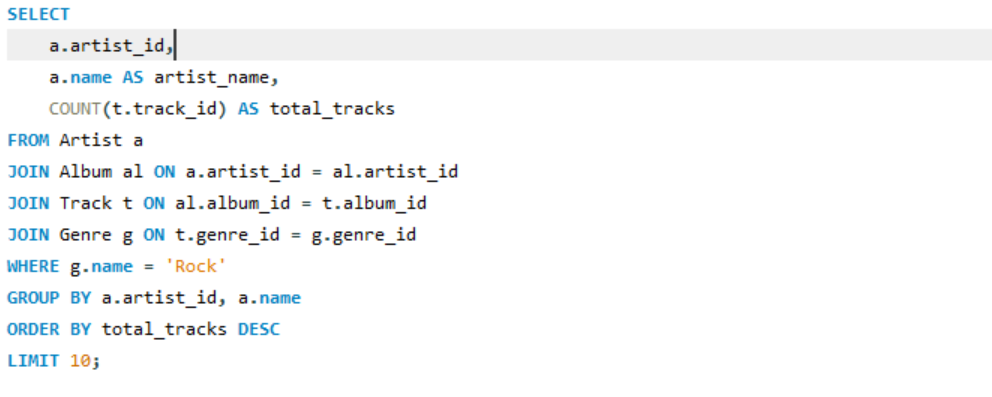 SELECT
    a.artist_id,
    a.name AS artist_name,
    COUNT(t.track_id) AS total_tracks
FROM Artist a
JOIN Album al ON a.artist_id = al.artist_id
JOIN Track t ON al.album_id = t.album_id
JOIN Genre g ON t.genre_id = g.genre_id
WHERE g.name = 'Rock'
GROUP BY a.artist_id, a.name
ORDER BY total_tracks DESC
LIMIT 10;